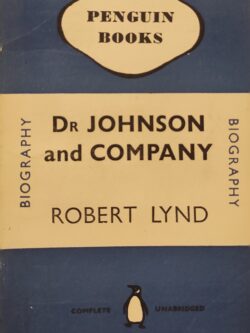 PENGUIN
BOOKS
BIOGRAPHY
DR JOHNSON
and COMPANY
ROBERT LYND
BIOGRAPHY
COMPLETE UNABRIDGED